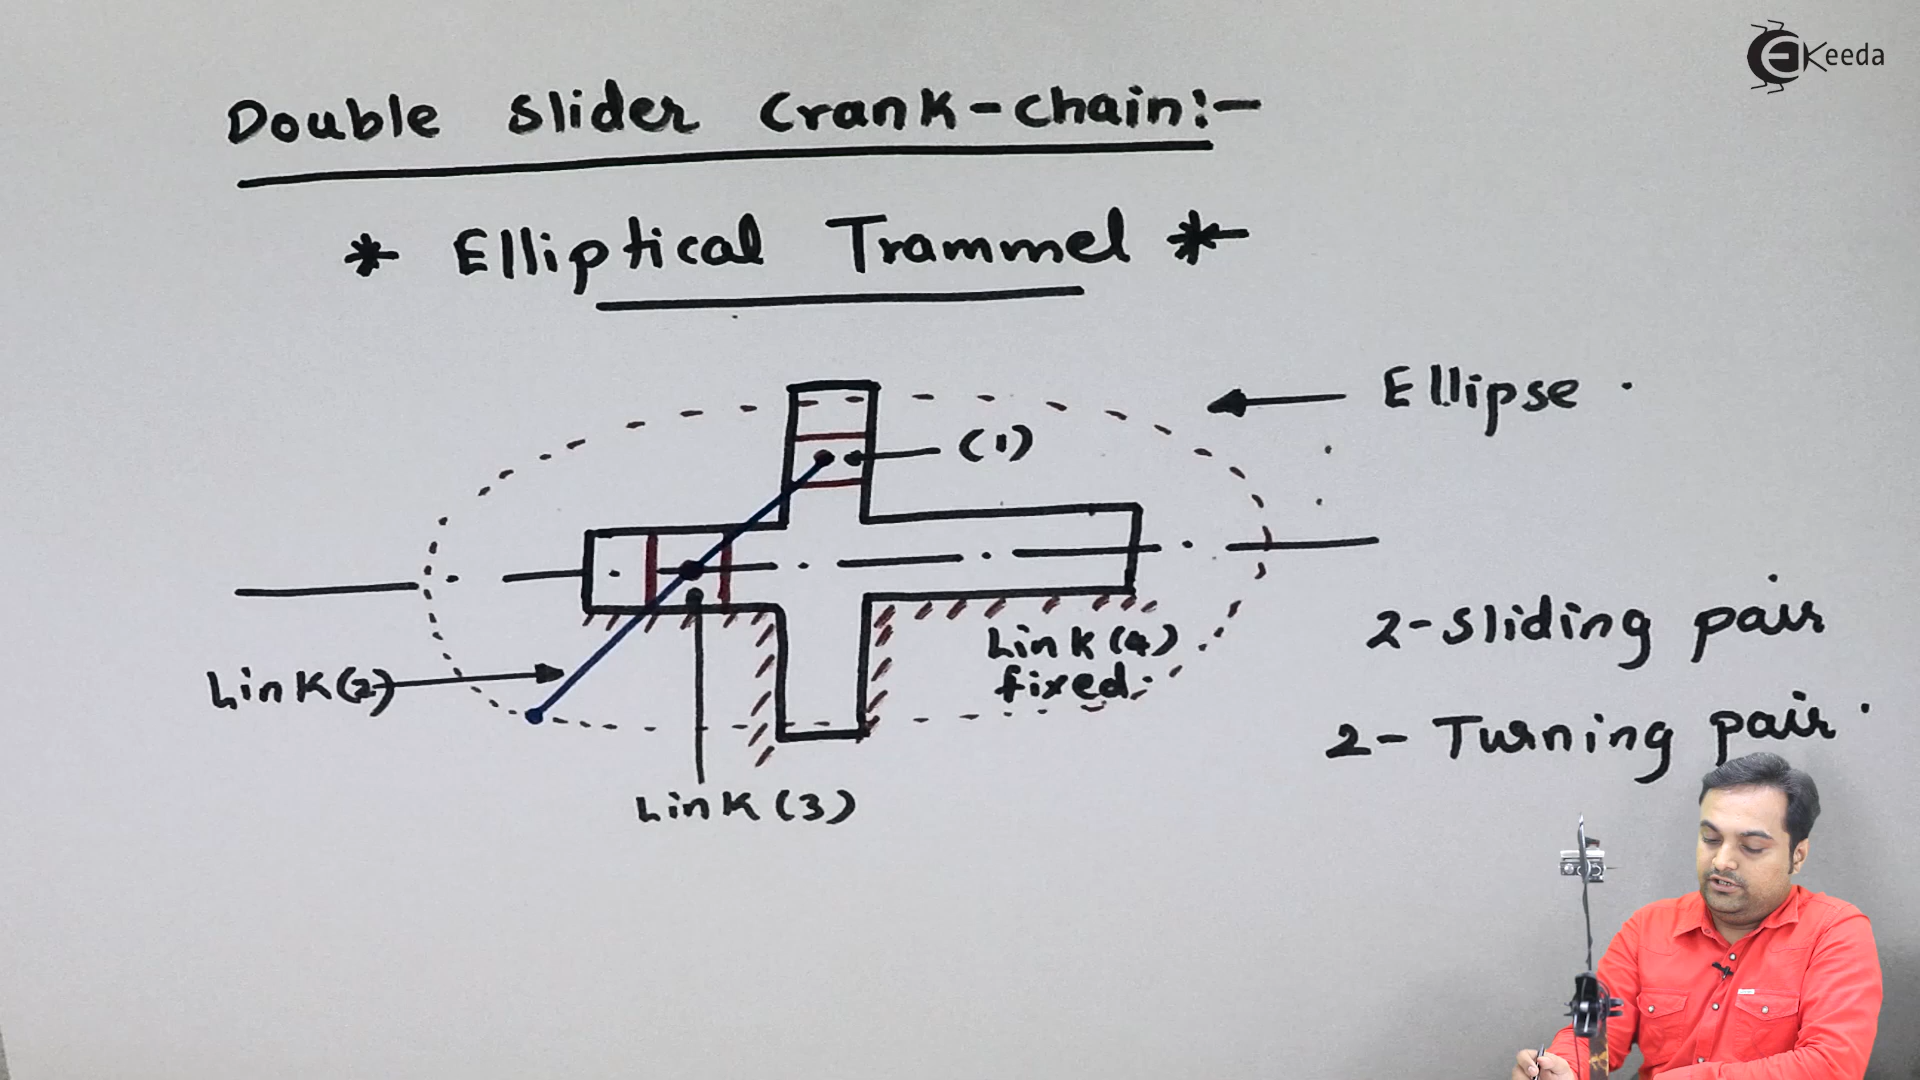 EKeeda
Double slider Crank-chain:-
* Elliptical Trammel *
Ellipse
(1)
Link(4)
fixed
2-sliding pair
Link(2)
2- Turning pair
Link(3)